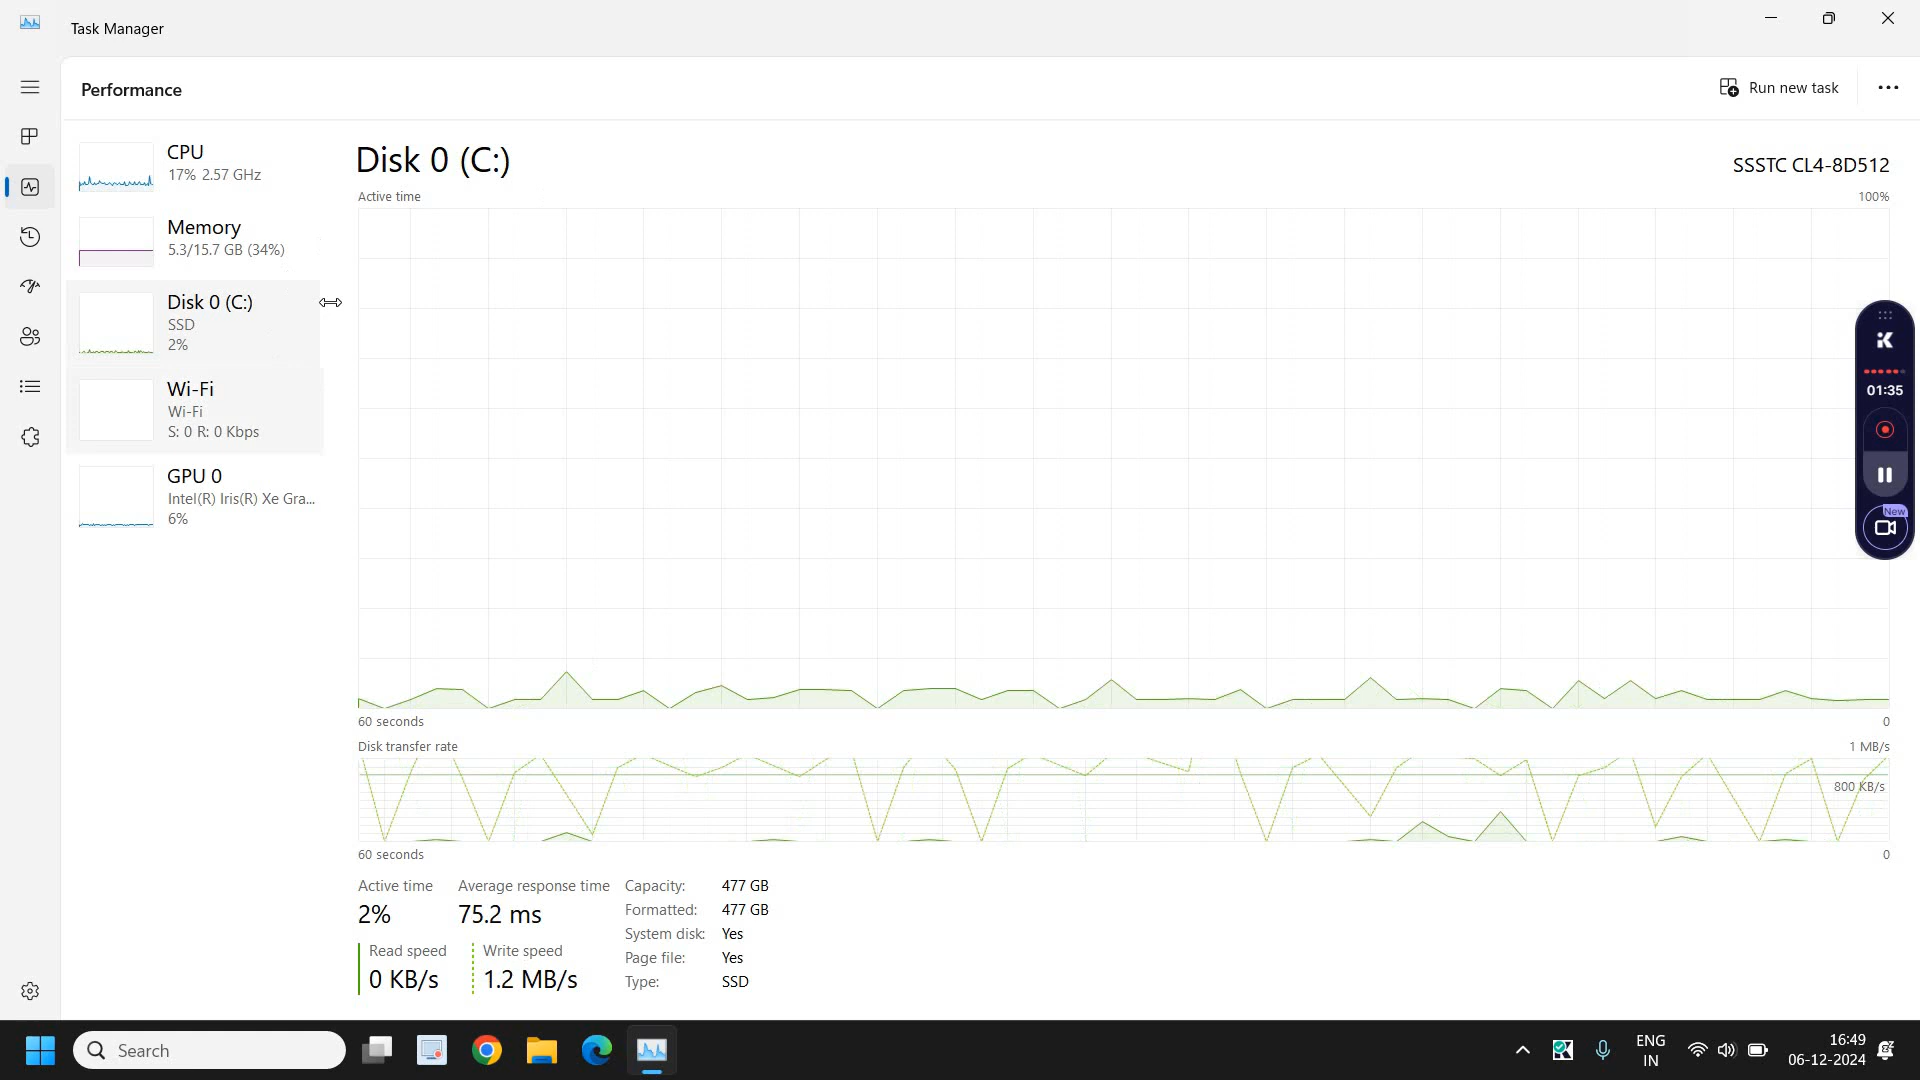 Task Manager
Performance
Run new task
CPU
17% 2.57 GHz
Memory
5.3/15.7 GB (34%)
Disk 0 (C:)
SSD
2%
Wi-Fi
Wi-Fi
S: 0 R: 0 Kbps
GPU 0
Intel(R) Iris(R) Xe Gra...
6%
Disk 0 (C:)
SSSTC CL4-8D512
Active time
100%
60 seconds
0
Disk transfer rate
1 MB/s
800 KB/s
60 seconds
0
Active time
2%
Average response time
75.2 ms
Read speed
0 KB/s
Write speed
1.2 MB/s
Capacity: 477 GB
Formatted: 477 GB
System disk: Yes
Page file: Yes
Type: SSD
01:35
New
Search
ENG
IN
16:49
06-12-2024